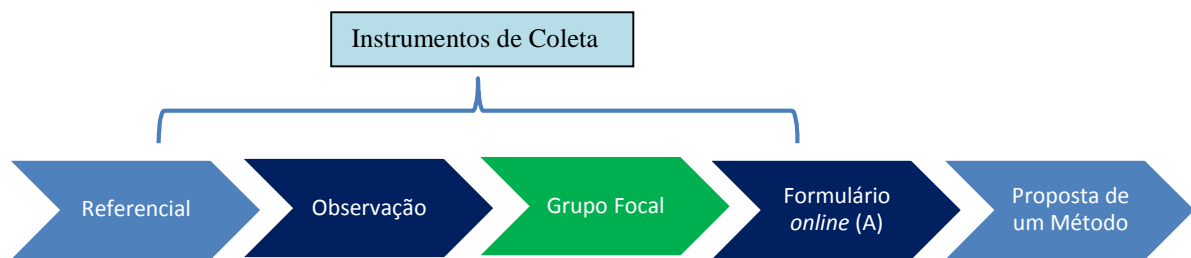 Instrumentos de Coleta
Referencial
Observação
Grupo Focal
Formulário
online (A)
Proposta de
um Método